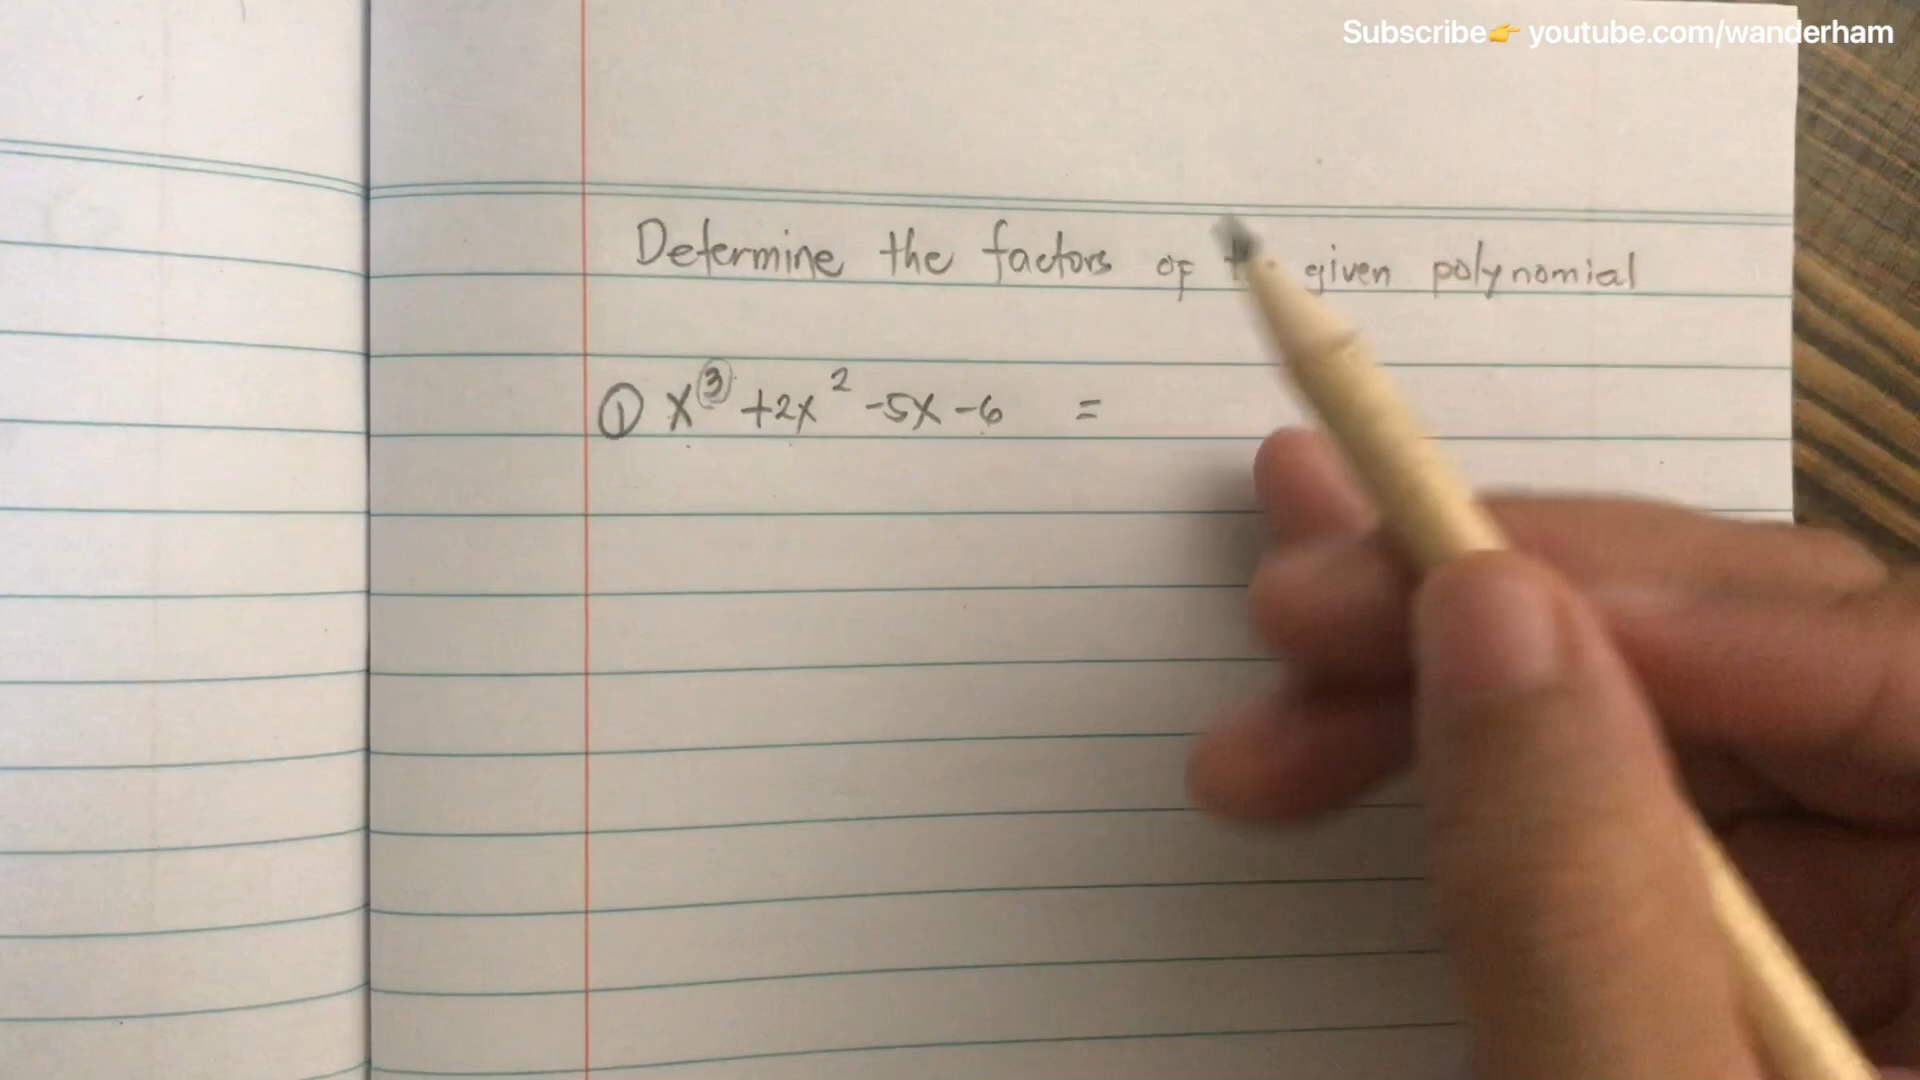 Subscribe👉 youtube.com/wanderham
Determine the factors of given polynomial
① x³ + 2x² - 5x - 6 =